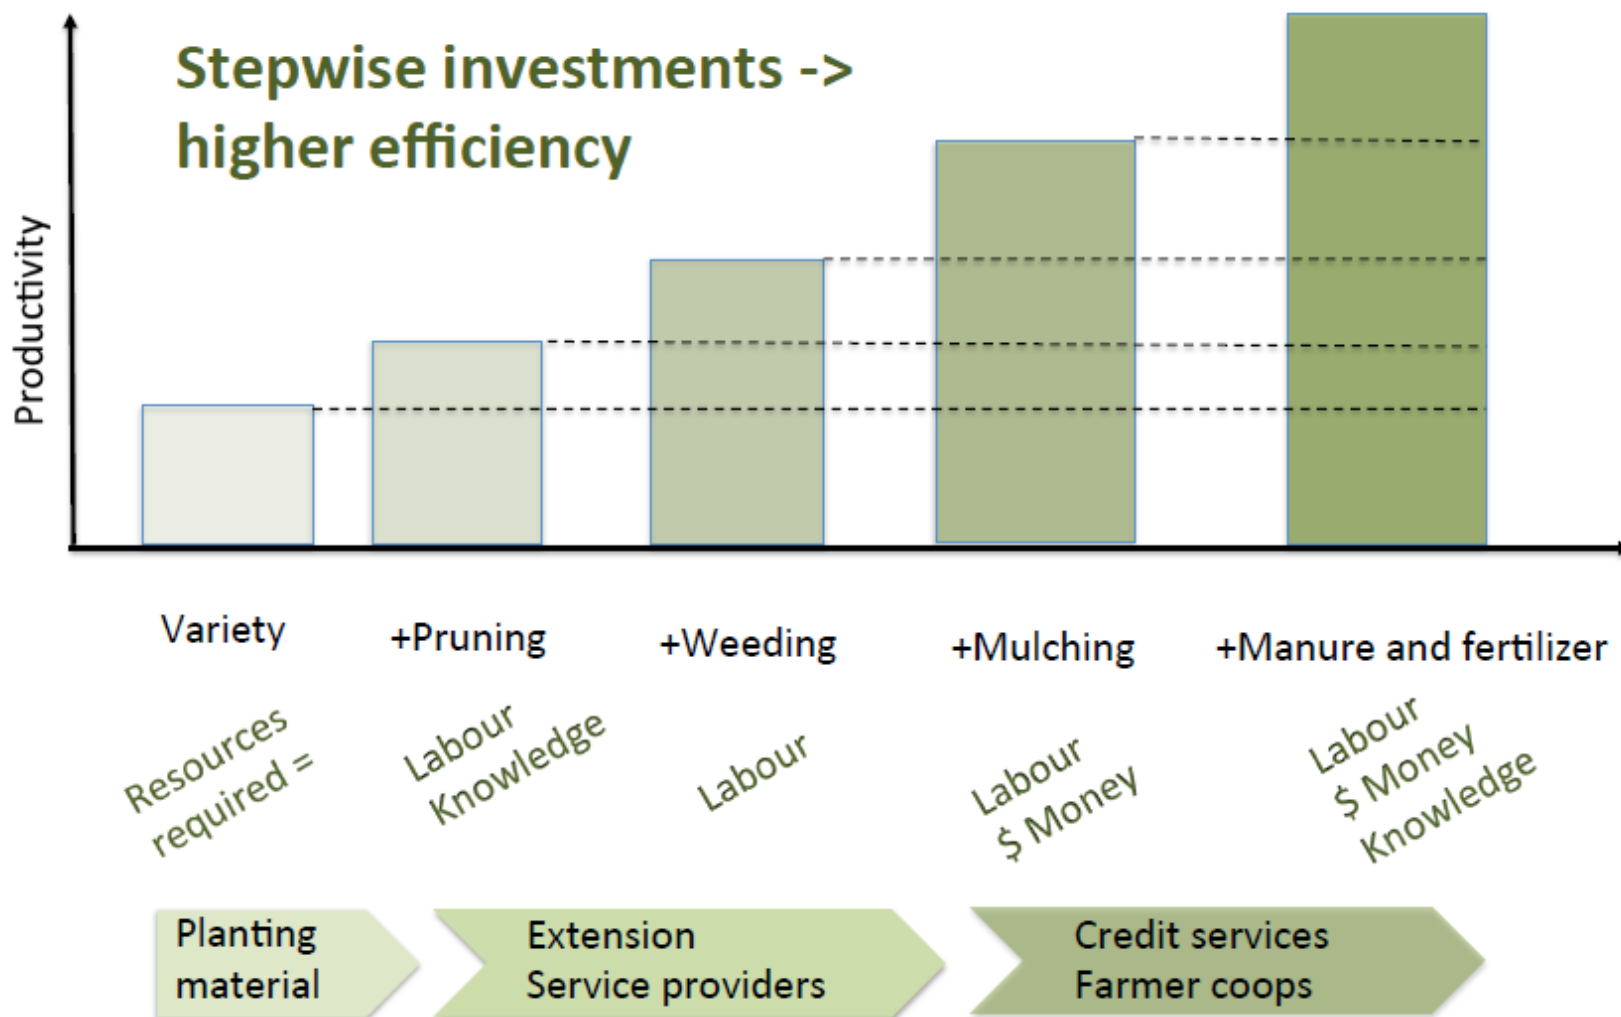 Stepwise investments ->
higher efficiency
Productivity
Variety
+Pruning
+Weeding
+Mulching
+Manure and fertilizer
Resources
required =
Labour
Knowledge
Labour
Labour
$ Money
Labour
$ Money
Knowledge
Planting
material
Extension
Service providers
Credit services
Farmer coops